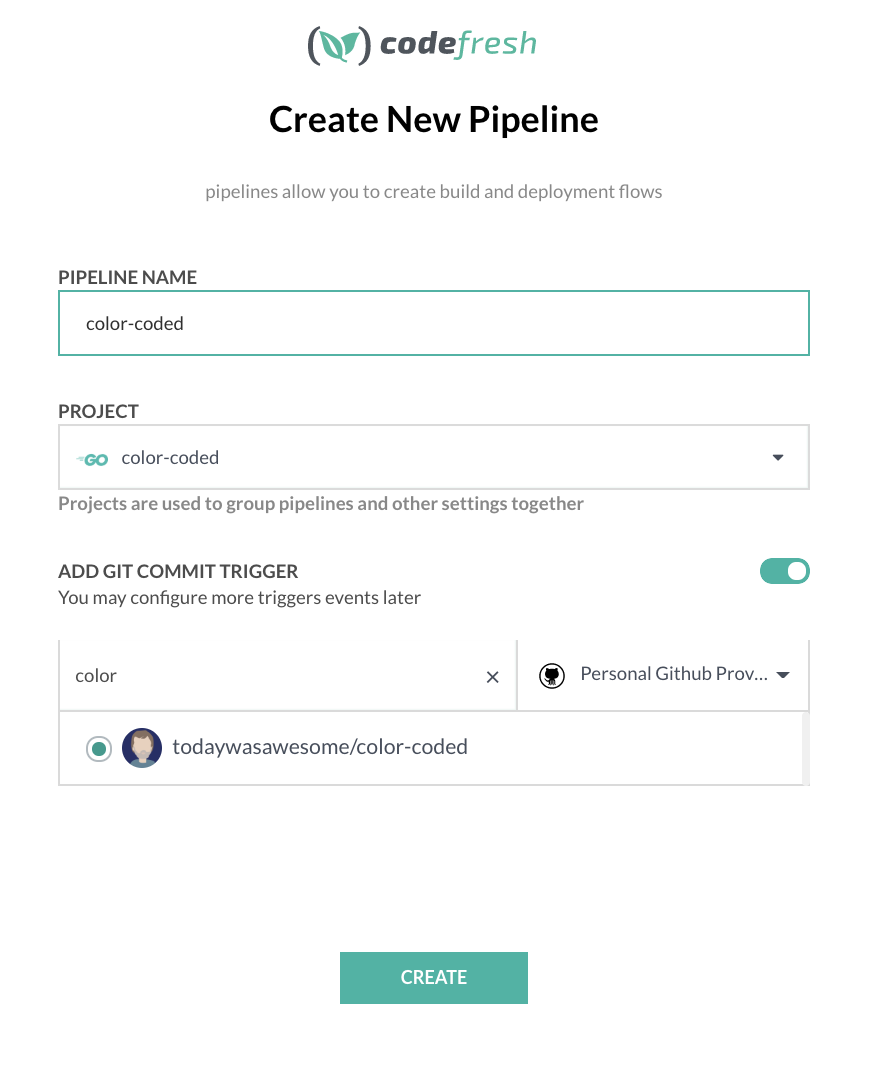 codefresh
Create New Pipeline
pipelines allow you to create build and deployment flows
PIPELINE NAME
color-coded
PROJECT
GO color-coded
Projects are used to group pipelines and other settings together
ADD GIT COMMIT TRIGGER
You may configure more triggers events later
color Personal Github Prov...
todaywasawesome/color-coded
CREATE